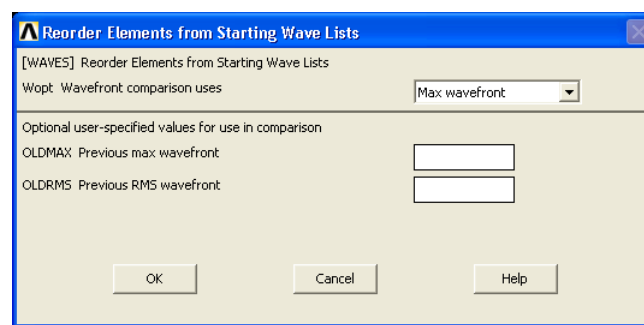 Reorder Elements from Starting Wave Lists
[WAVES] Reorder Elements from Starting Wave Lists
Wopt Wavefront comparison uses Max wavefront
Optional user-specified values for use in comparison
OLDMAX Previous max wavefront
OLDRMS Previous RMS wavefront
OK Cancel Help